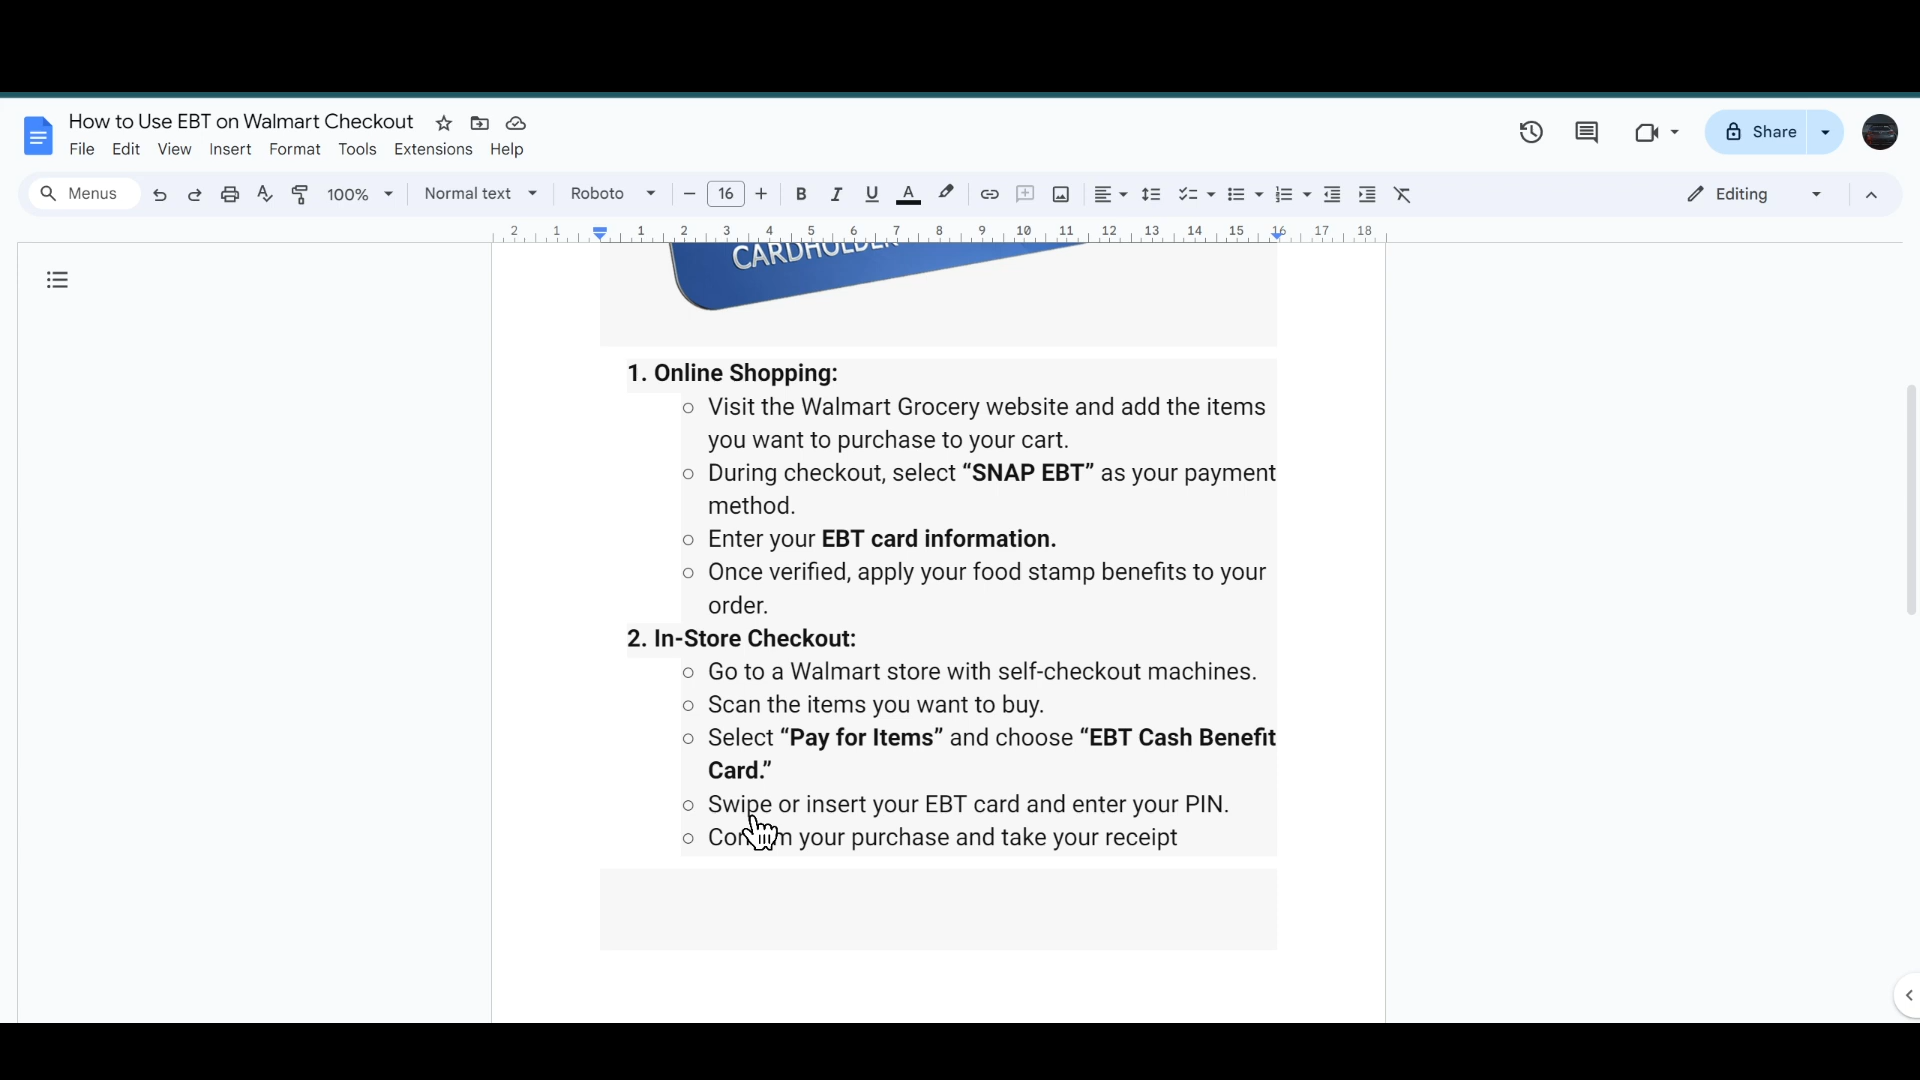 How to Use EBT on Walmart Checkout
File Edit View Insert Format Tools Extensions Help
Share
Menus 100% Normal text Roboto 16 Editing
2 1 1 2 3 4 5 6 7 8 9 10 11 12 13 14 15 16 17 18
CARDHOLDER
1. Online Shopping:
Visit the Walmart Grocery website and add the items
you want to purchase to your cart.
During checkout, select “SNAP EBT” as your payment
method.
Enter your EBT card information.
Once verified, apply your food stamp benefits to your
order.
2. In-Store Checkout:
Go to a Walmart store with self-checkout machines.
Scan the items you want to buy.
Select “Pay for Items” and choose “EBT Cash Benefit
Card.”
Swipe or insert your EBT card and enter your PIN.
Confirm your purchase and take your receipt